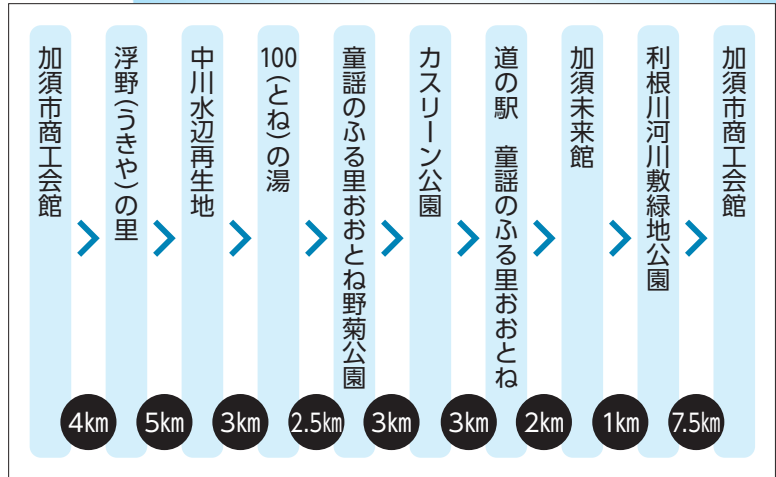 加須市商工会館
浮野(うきや)の里
中川水辺再生地
100(とね)の湯
童謡のふる里おおとね野菊公園
カスリーン公園
道の駅 童謡のふる里おおとね
加須未来館
利根川河川敷緑地公園
加須市商工会館
4km
5km
3km
2.5km
3km
3km
2km
1km
7.5km